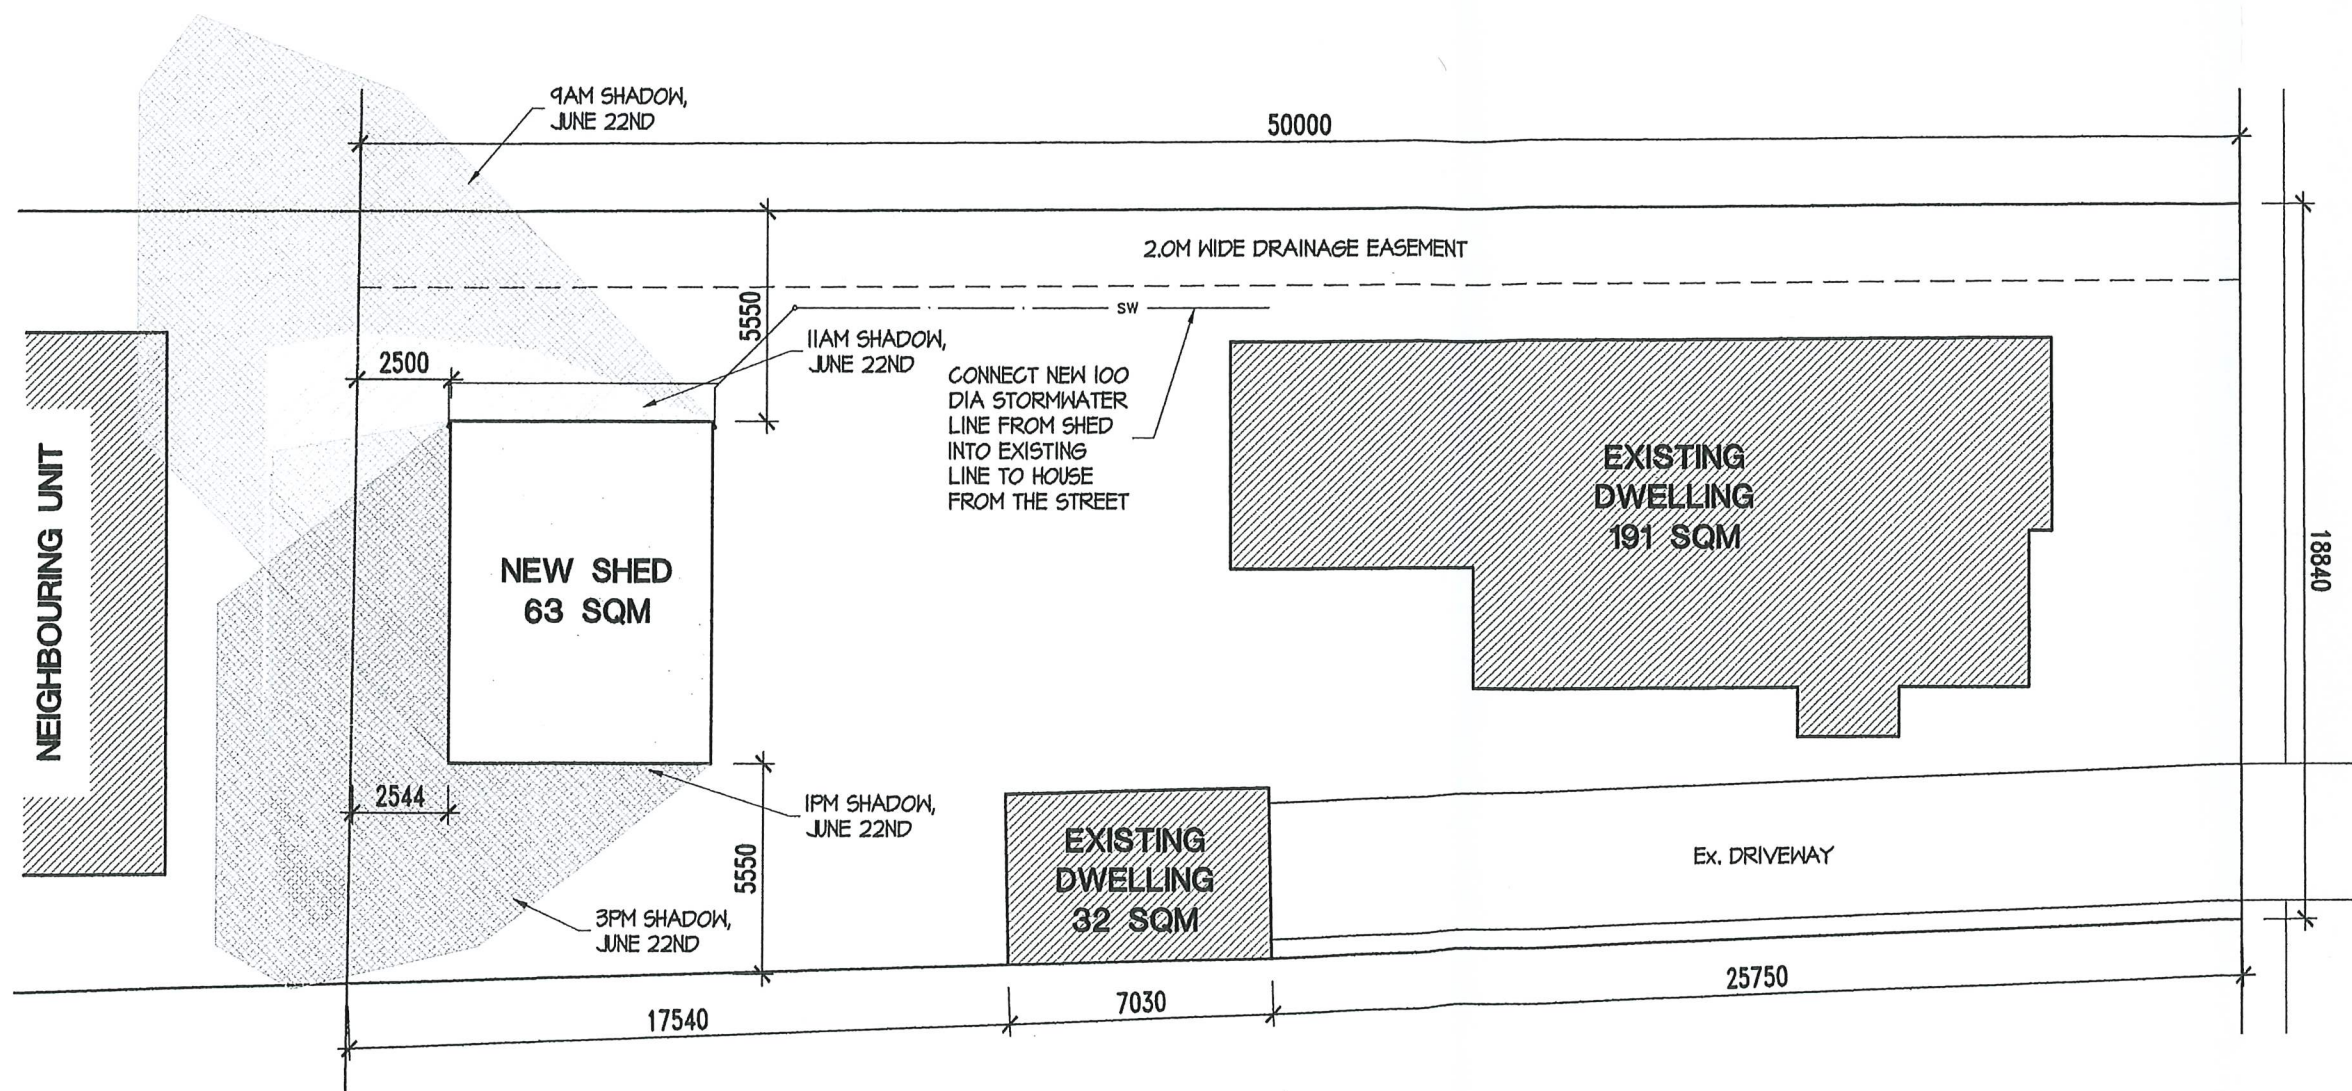 9AM SHADOW,
JUNE 22ND
50000
2.0M WIDE DRAINAGE EASEMENT
5550
SW
11AM SHADOW,
JUNE 22ND
2500
CONNECT NEW 100
DIA STORMWATER
LINE FROM SHED
INTO EXISTING
LINE TO HOUSE
FROM THE STREET
NEIGHBOURING UNIT
NEW SHED
63 SQM
EXISTING
DWELLING
191 SQM
18840
2544
1PM SHADOW,
JUNE 22ND
5550
EXISTING
DWELLING
32 SQM
Ex. DRIVEWAY
3PM SHADOW,
JUNE 22ND
17540
7030
25750